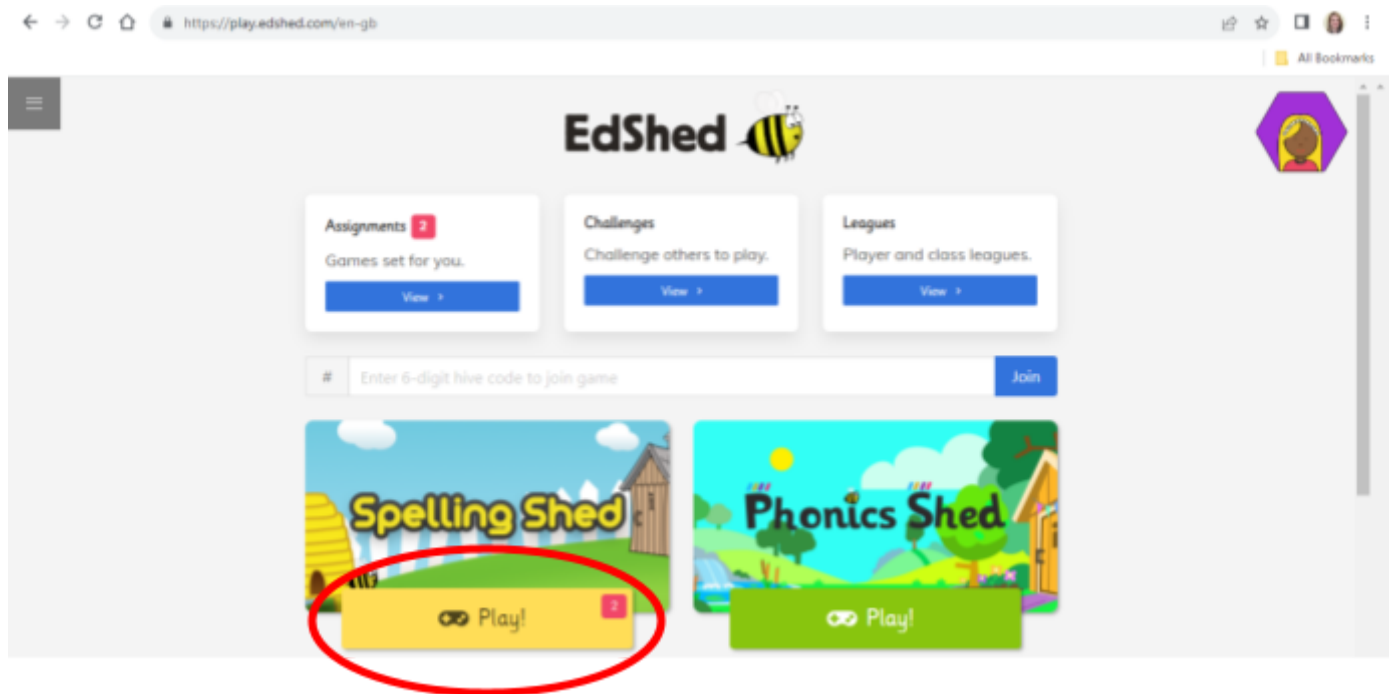 https://play.edshed.com/en-gb
All Bookmarks
EdShed
Assignments 2
Games set for you.
View >
Challenges
Challenge others to play.
View >
Leagues
Player and class leagues.
View >
# Enter 6-digit hive code to join game Join
Spelling Shed
Play! 2
Phonics Shed
Play!